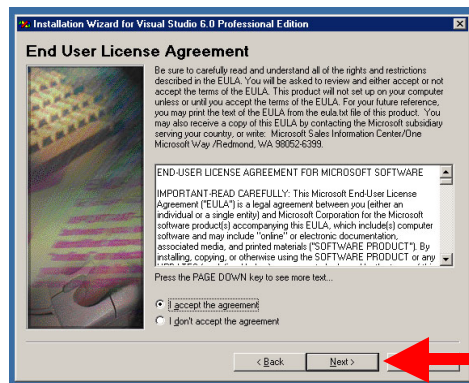 Installation Wizard for Visual Studio 6.0 Professional Edition
End User License Agreement
Be sure to carefully read and understand all of the rights and restrictions
described in the EULA. You will be asked to review and either accept or not
accept the terms of the EULA. This product will not set up on your computer
unless or until you accept the terms of the EULA. For your future reference,
you may print the text of the EULA from the eula.txt file of this product. You
may also receive a copy of this EULA by contacting the Microsoft subsidiary
serving your country, or write: Microsoft Sales Information Center/One
Microsoft Way /Redmond, WA 98052-6399.
END-USER LICENSE AGREEMENT FOR MICROSOFT SOFTWARE
IMPORTANT-READ CAREFULLY: This Microsoft End-User License
Agreement ("EULA") is a legal agreement between you (either an
individual or a single entity) and Microsoft Corporation for the Microsoft
software product(s) accompanying this EULA, which include(s) computer
software and may include "online" or electronic documentation,
associated media, and printed materials ("SOFTWARE PRODUCT"). By
installing, copying, or otherwise using the SOFTWARE PRODUCT or any
Press the PAGE DOWN key to see more text...
I accept the agreement
I don't accept the agreement
< Back
Next >